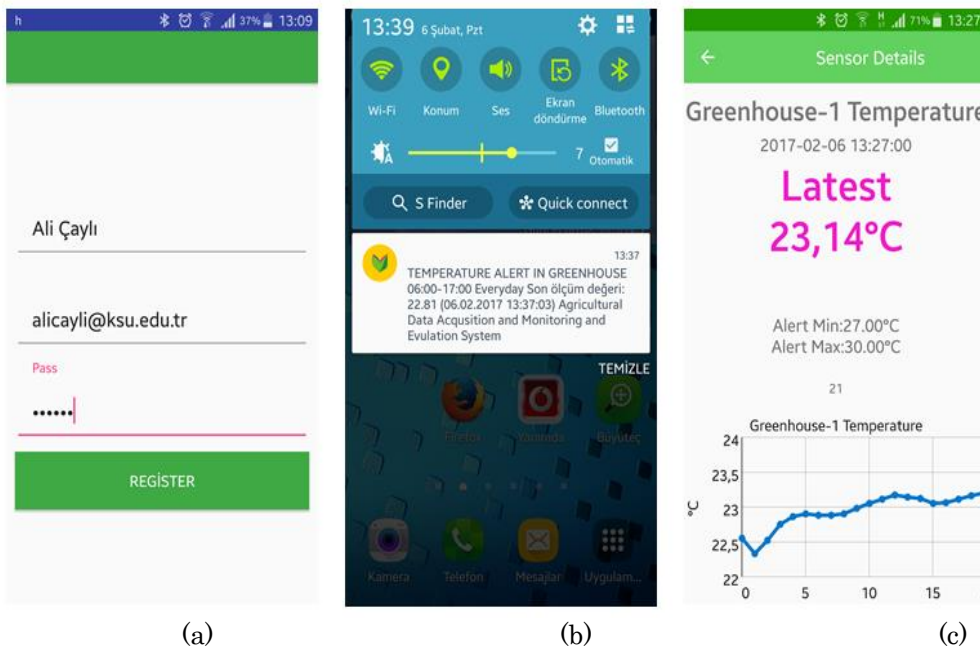 h 37% 13:09
Ali Çaylı
alicayli@ksu.edu.tr
Pass
••••••
REGİSTER
(a)
13:39 6 Şubat, Pzt
Wi-Fi Konum Ses Ekran döndürme Bluetooth
7 Otomatik
S Finder Quick connect
13:37
TEMPERATURE ALERT IN GREENHOUSE
06:00-17:00 Everyday Son ölçüm değeri:
22.81 (06.02.2017 13:37:03) Agricultural
Data Acqusition and Monitoring and
Evulation System
TEMİZLE
Firefox Yanımda Büyüteç
Kamera Telefon Mesajlar Uygulam...
(b)
71% 13:27
Sensor Details
Greenhouse-1 Temperature
2017-02-06 13:27:00
Latest
23,14°C
Alert Min:27.00°C
Alert Max:30.00°C
21
Greenhouse-1 Temperature
°C
24
23,5
23
22,5
22
0 5 10 15
(c)